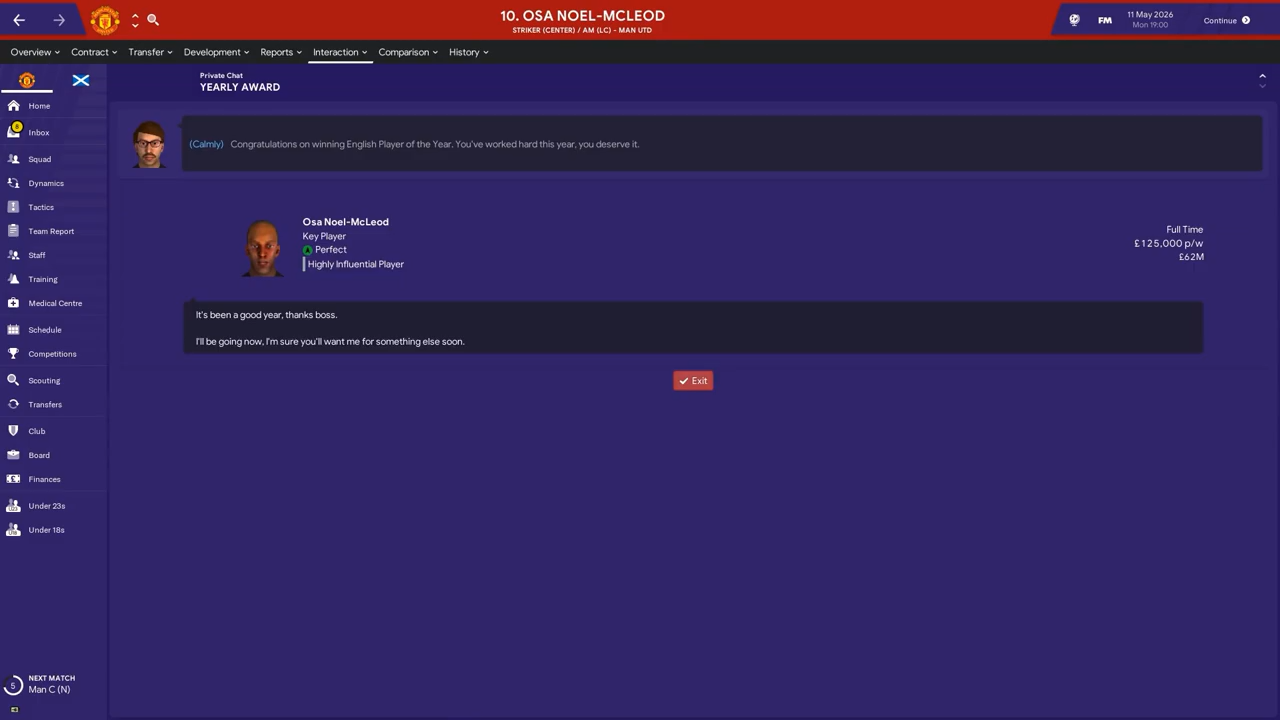 10. OSA NOEL-MCLEOD
STRIKER (CENTER) / AM (LC) - MAN UTD
FM
11 May 2026
Mon 19:00
Continue
Overview
Contract
Transfer
Development
Reports
Interaction
Comparison
History
Private Chat
YEARLY AWARD
Home
8
Inbox
Squad
Dynamics
Tactics
Team Report
Staff
Training
Medical Centre
Schedule
Competitions
Scouting
Transfers
Club
Board
Finances
Under 23s
Under 18s
(Calmly) Congratulations on winning English Player of the Year. You've worked hard this year, you deserve it.
Osa Noel-McLeod
Key Player
Perfect
Highly Influential Player
Full Time
£125,000 p/w
£62M
It's been a good year, thanks boss.
I'll be going now, I'm sure you'll want me for something else soon.
Exit
5
NEXT MATCH
Man C (N)